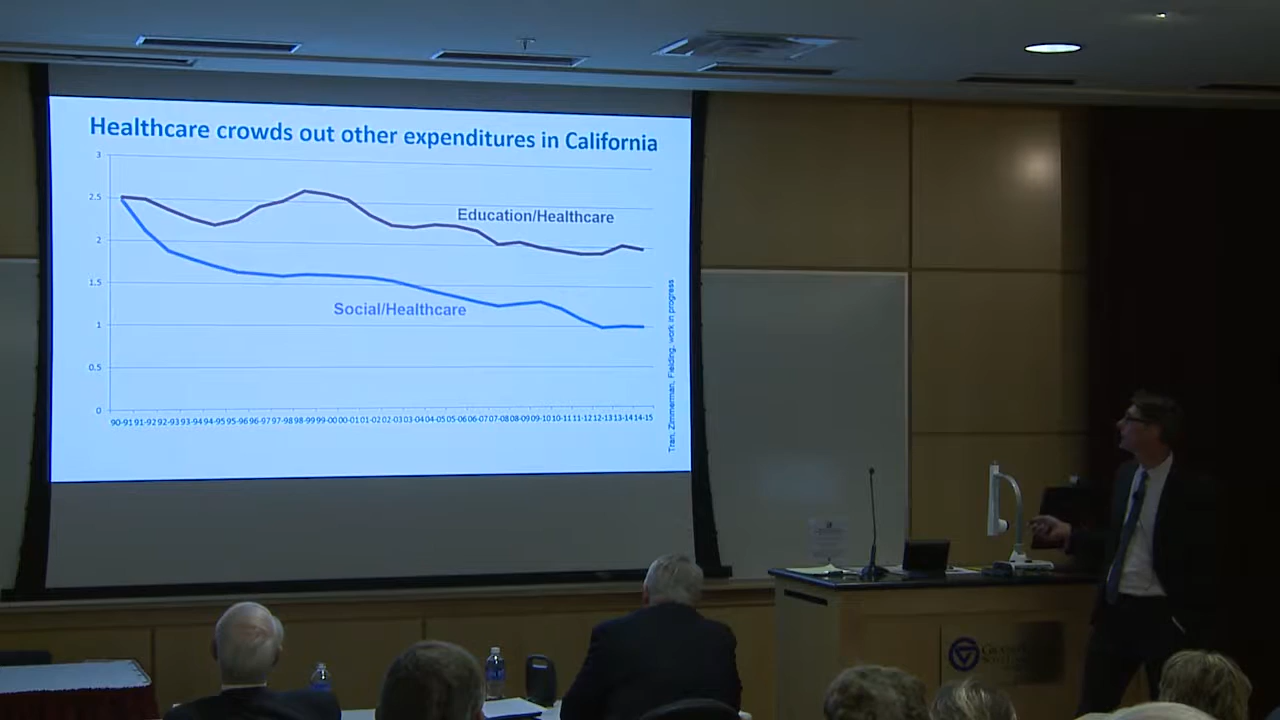 Healthcare crowds out other expenditures in California
3
2.5
2
1.5
1
0.5
0
Education/Healthcare
Social/Healthcare
90-91 91-92 92-93 93-94 94-95 95-96 96-97 97-98 98-99 99-00 00-01 01-02 02-03 03-04 04-05 05-06 06-07 07-08 08-09 09-10 10-11 11-12 12-13 13-14 14-15
Tran, Zimmerman, Fielding, work in progress